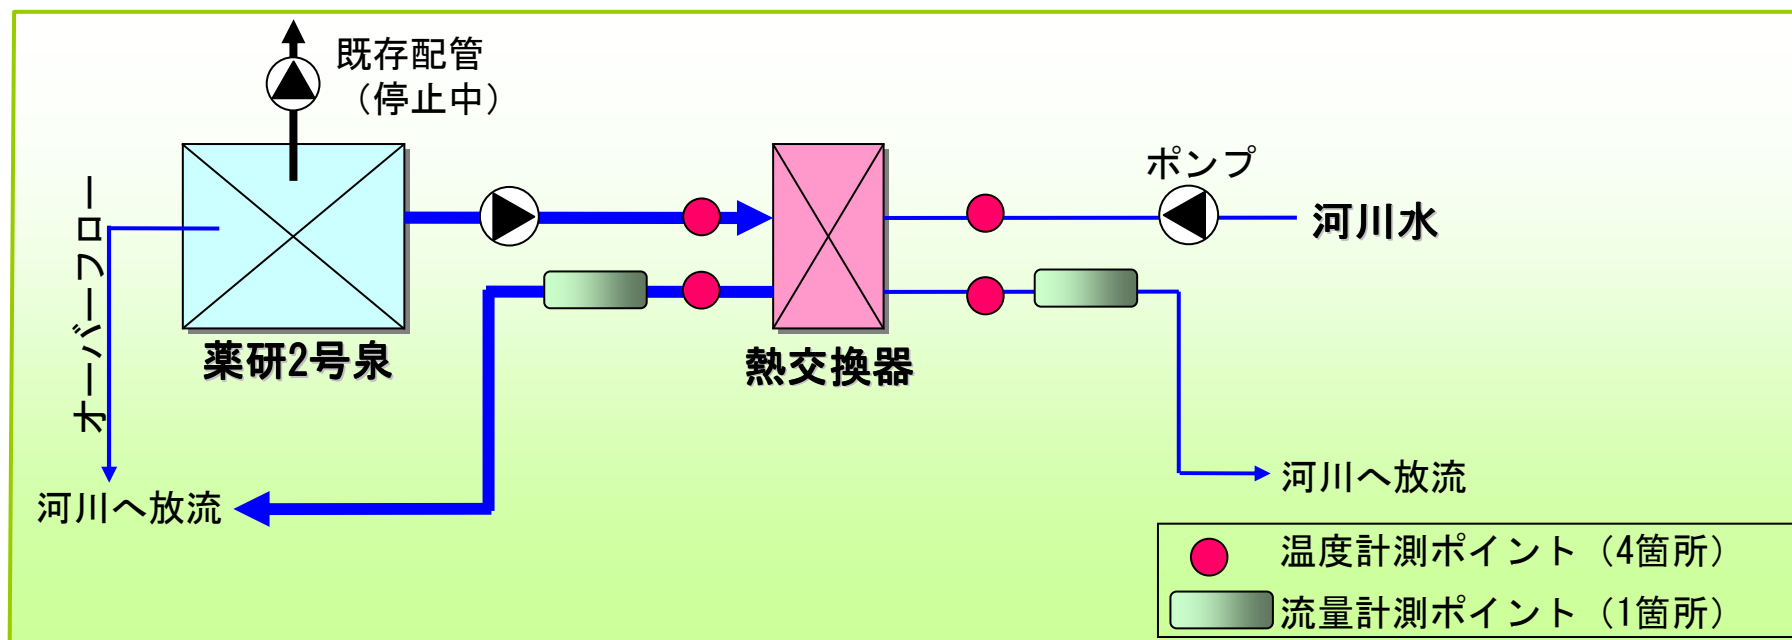 既存配管
（停止中）
ポンプ
河川水
オーバーフロー
薬研2号泉
熱交換器
河川へ放流
河川へ放流
温度計測ポイント（4箇所）
流量計測ポイント（1箇所）